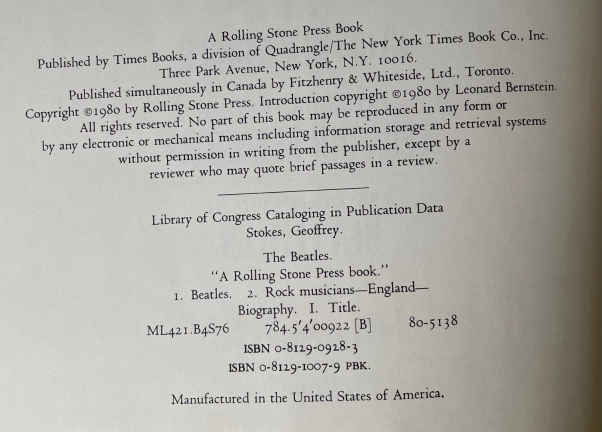 A Rolling Stone Press Book
Published by Times Books, a division of Quadrangle/The New York Times Book Co., Inc.
Three Park Avenue, New York, N.Y. 10016.
Published simultaneously in Canada by Fitzhenry & Whiteside, Ltd., Toronto.
Copyright ©1980 by Rolling Stone Press. Introduction copyright ©1980 by Leonard Bernstein.
All rights reserved. No part of this book may be reproduced in any form or
by any electronic or mechanical means including information storage and retrieval systems
without permission in writing from the publisher, except by a
reviewer who may quote brief passages in a review.
Library of Congress Cataloging in Publication Data
Stokes, Geoffrey.
The Beatles.
“A Rolling Stone Press book.”
1. Beatles. 2. Rock musicians—England—
Biography. I. Title.
ML421.B4S76 784.5′4′00922 [B] 80-5138
ISBN 0-8129-0928-3
ISBN 0-8129-1007-9 PBK.
Manufactured in the United States of America.